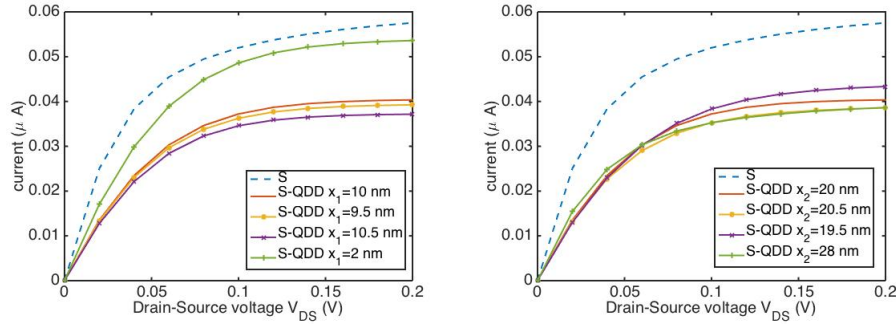 0.06
0.05
0.04
0.03
0.02
0.01
0
current (μ A)
S
S-QDD x1=10 nm
S-QDD x1=9.5 nm
S-QDD x1=10.5 nm
S-QDD x1=2 nm
0
0.05
0.1
0.15
0.2
Drain-Source voltage VDS (V)
0.06
0.05
0.04
0.03
0.02
0.01
0
current (μ A)
S
S-QDD x2=20 nm
S-QDD x2=20.5 nm
S-QDD x2=19.5 nm
S-QDD x2=28 nm
0
0.05
0.1
0.15
0.2
Drain-Source voltage VDS (V)